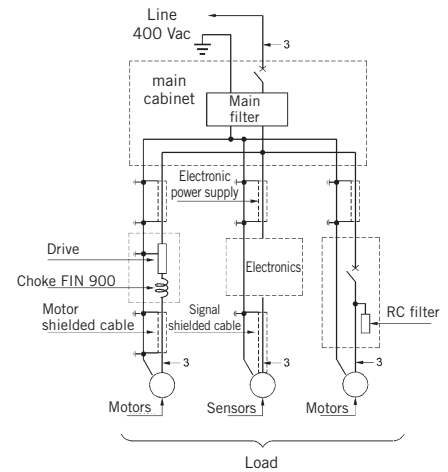 Line
400 Vac
3
main
cabinet
Main
filter
Electronic
power supply
Drive
Electronics
Choke FIN 900
Motor
shielded cable
Signal
shielded cable
RC filter
3
3
3
Motors
Sensors
Motors
Load